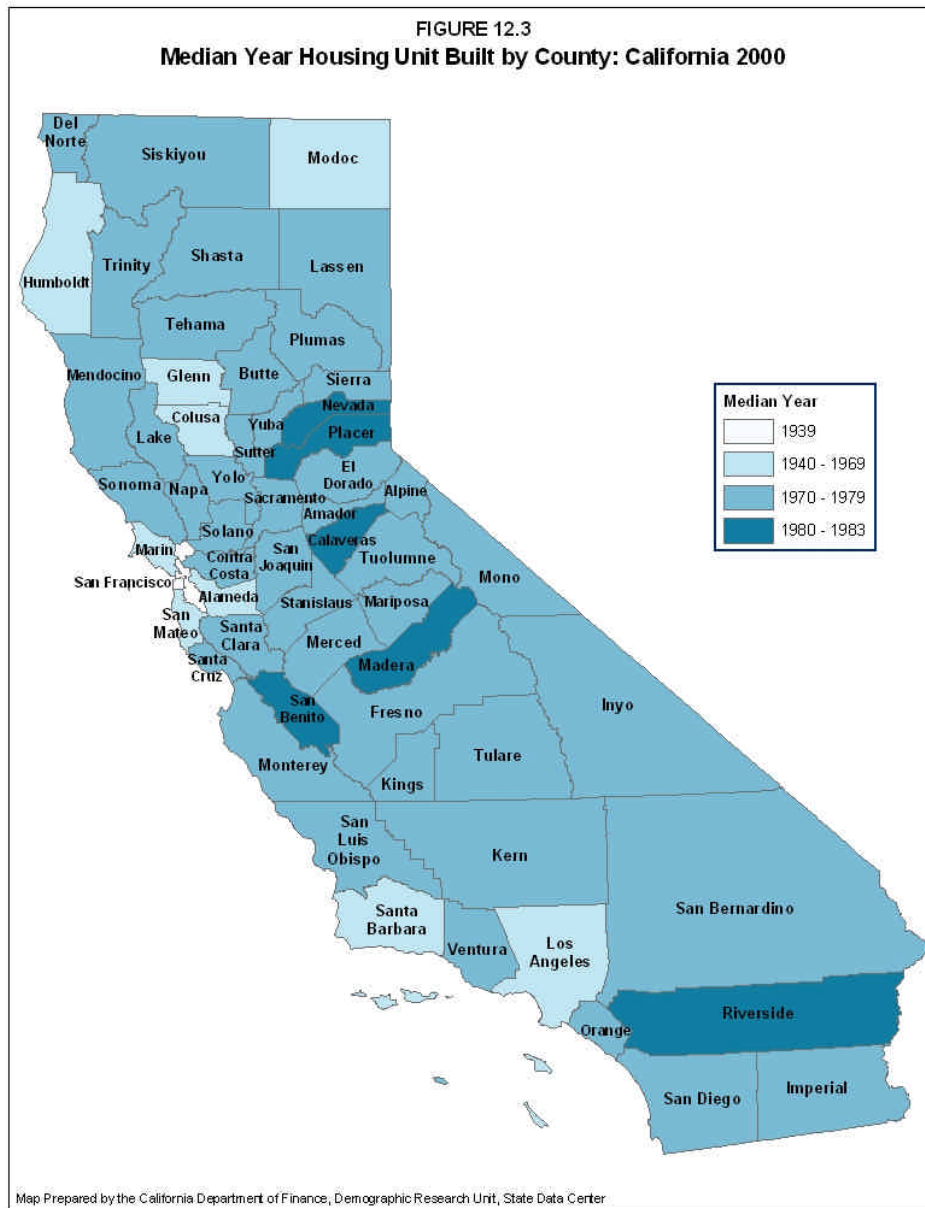 FIGURE 12.3
Median Year Housing Unit Built by County: California 2000
Del
Norte
Siskiyou
Modoc
Humboldt
Trinity
Shasta
Lassen
Tehama
Plumas
Mendocino
Glenn
Butte
Sierra
Nevada
Colusa
Lake
Yuba
Placer
Sutter
El
Dorado
Sonoma
Napa
Yolo
Sacramento
Alpine
Amador
Solano
Calaveras
Marin
Contra
Costa
San
Joaquin
Tuolumne
Mono
San Francisco
Alameda
Stanislaus
Mariposa
San
Mateo
Santa
Clara
Merced
Santa
Cruz
Madera
San
Benito
Fresno
Inyo
Monterey
Kings
Tulare
San
Luis
Obispo
Kern
San Bernardino
Santa
Barbara
Ventura
Los
Angeles
Orange
Riverside
San Diego
Imperial
Median Year
1939
1940 - 1969
1970 - 1979
1980 - 1983
Map Prepared by the California Department of Finance, Demographic Research Unit, State Data Center